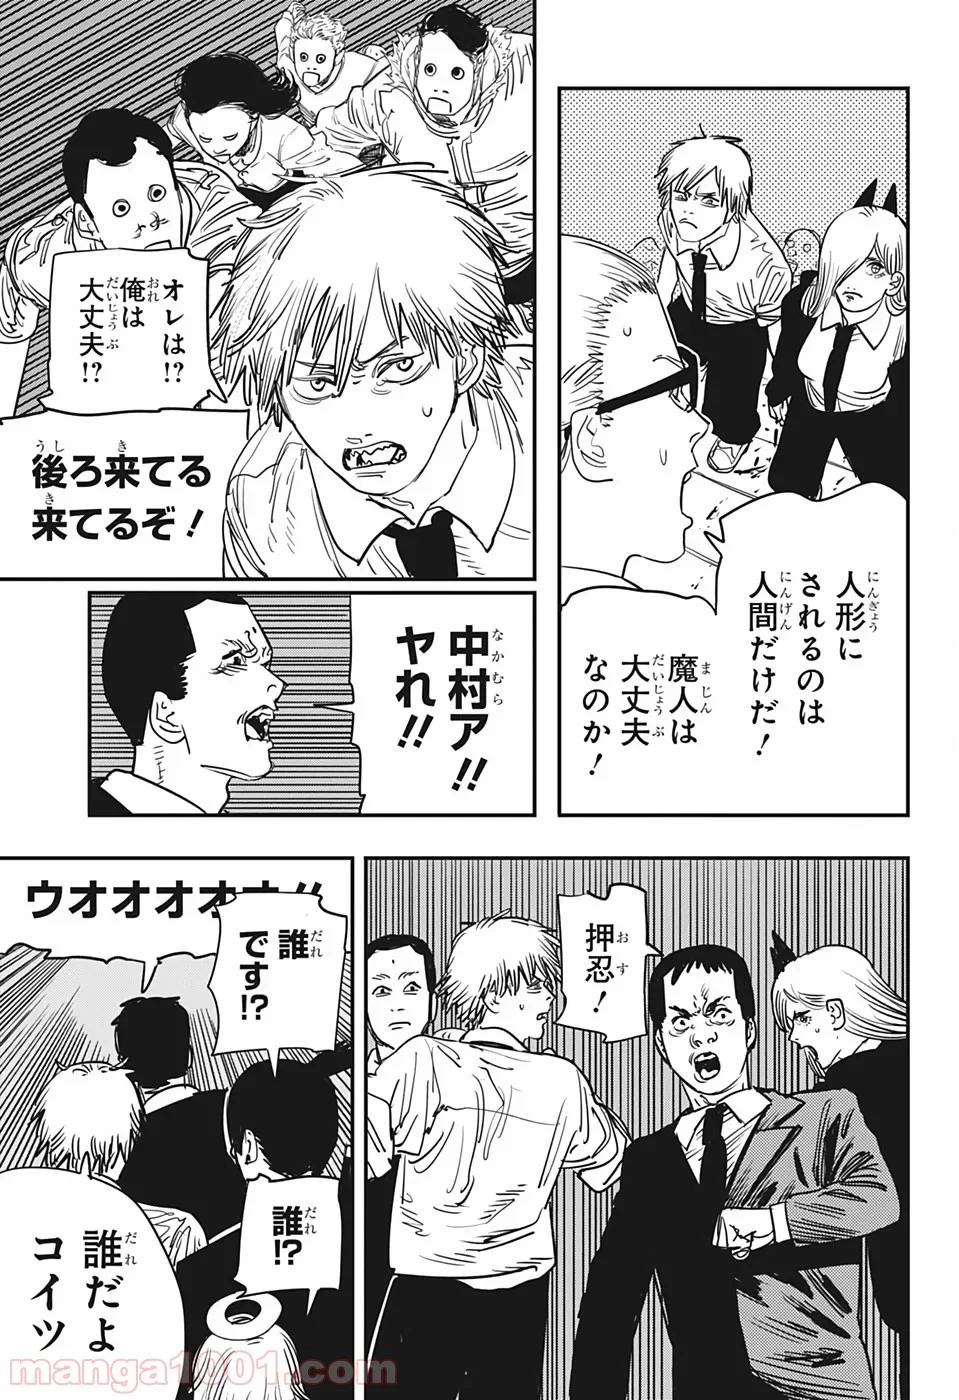 人形に
されるのは
人間だけだ！
魔人は
大丈夫
なのか！
オレは!?
俺は
大丈夫!?
後ろ来てる
来てるぞ！
中村ア!!
ヤれ!!
押忍！
ウオオオオオ!!
誰
です!?
誰!?
誰だよ
コイツ
manga1001.com